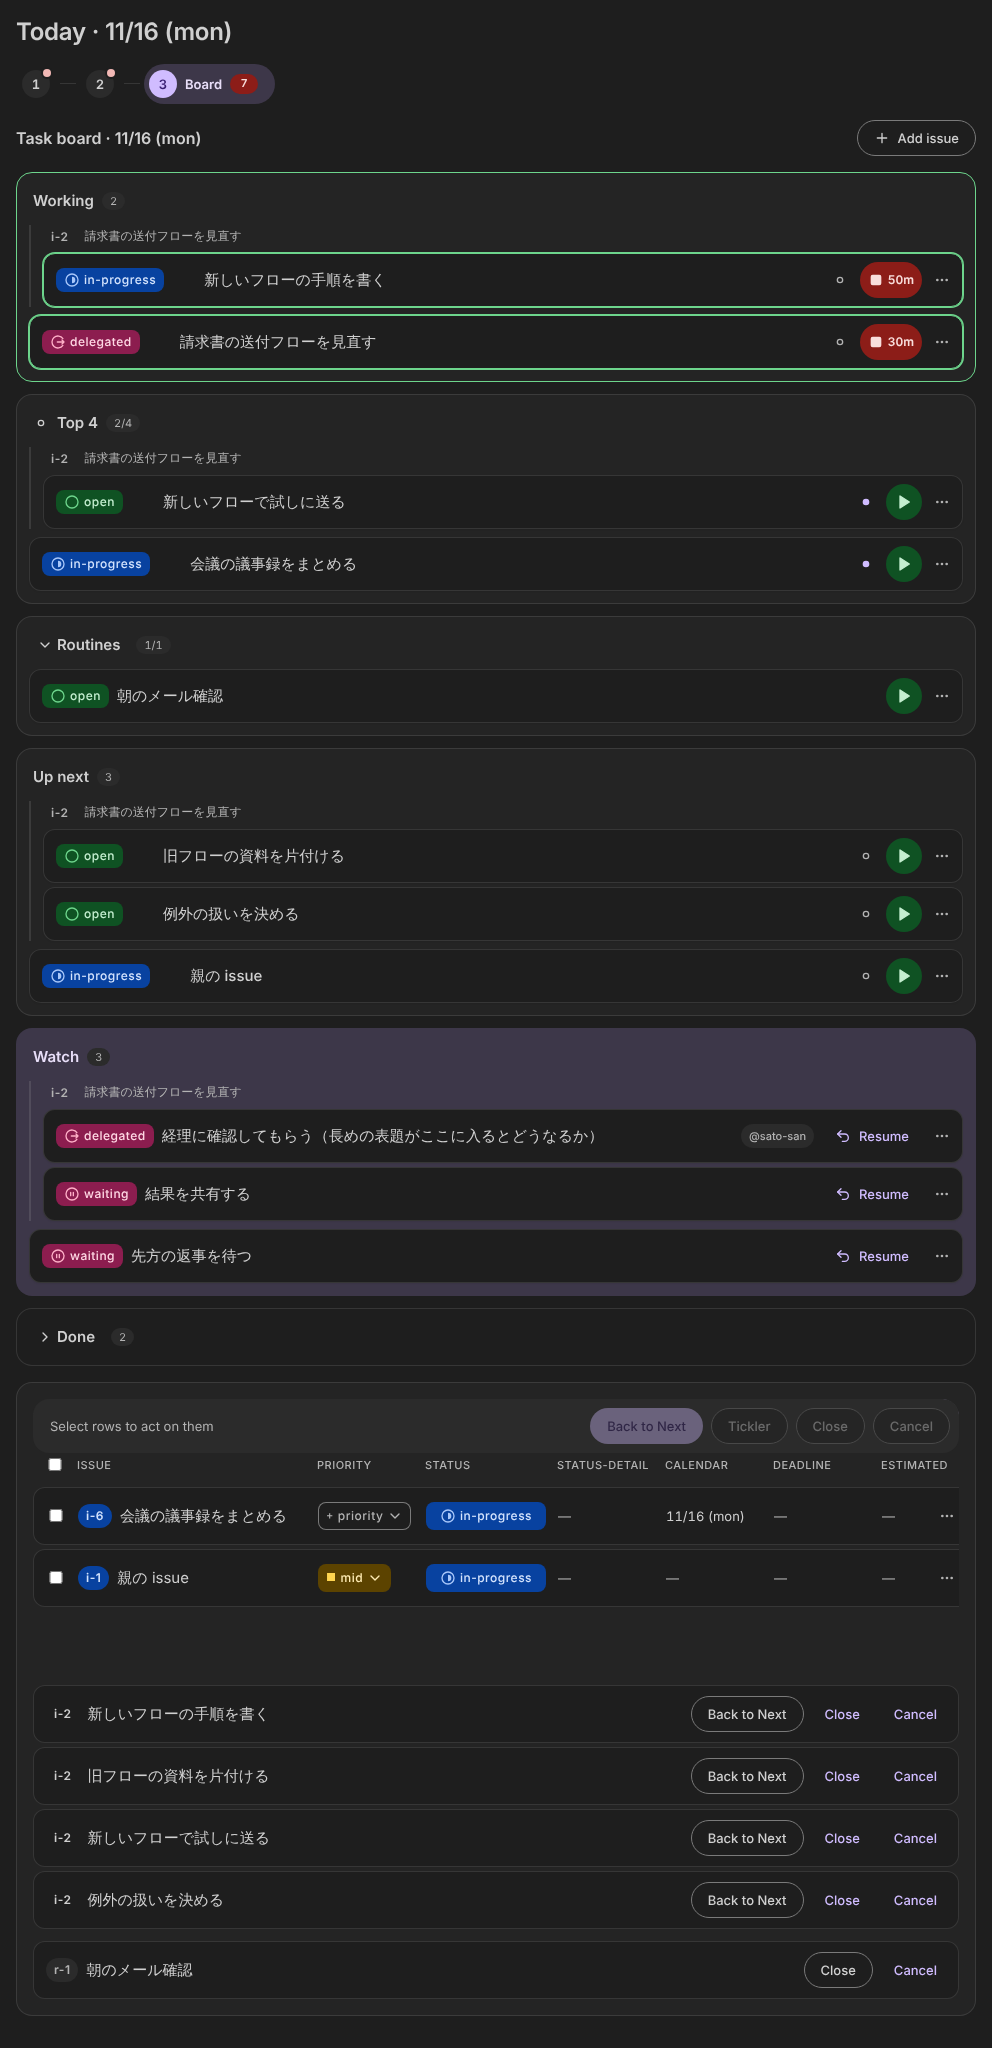 Today · 11/16 (mon)
1 2 3 Board 7
Task board · 11/16 (mon) + Add issue
Working 2
i-2 請求書の送付フローを見直す
in-progress 新しいフローの手順を書く 50m ...
delegated 請求書の送付フローを見直す 30m ...
Top 4 2/4
i-2 請求書の送付フローを見直す
open 新しいフローで試しに送る ...
in-progress 会議の議事録をまとめる ...
Routines 1/1
open 朝のメール確認 ...
Up next 3
i-2 請求書の送付フローを見直す
open 旧フローの資料を片付ける ...
open 例外の扱いを決める ...
in-progress 親の issue ...
Watch 3
i-2 請求書の送付フローを見直す
delegated 経理に確認してもらう（長めの表題がここに入るとどうなるか） @sato-san Resume ...
waiting 結果を共有する Resume ...
waiting 先方の返事を待つ Resume ...
Done 2
Select rows to act on them Back to Next Tickler Close Cancel
ISSUE PRIORITY STATUS STATUS-DETAIL CALENDAR DEADLINE ESTIMATED
i-6 会議の議事録をまとめる + priority in-progress — 11/16 (mon) — — ...
i-1 親の issue mid in-progress — — — — ...
i-2 新しいフローの手順を書く Back to Next Close Cancel
i-2 旧フローの資料を片付ける Back to Next Close Cancel
i-2 新しいフローで試しに送る Back to Next Close Cancel
i-2 例外の扱いを決める Back to Next Close Cancel
r-1 朝のメール確認 Close Cancel